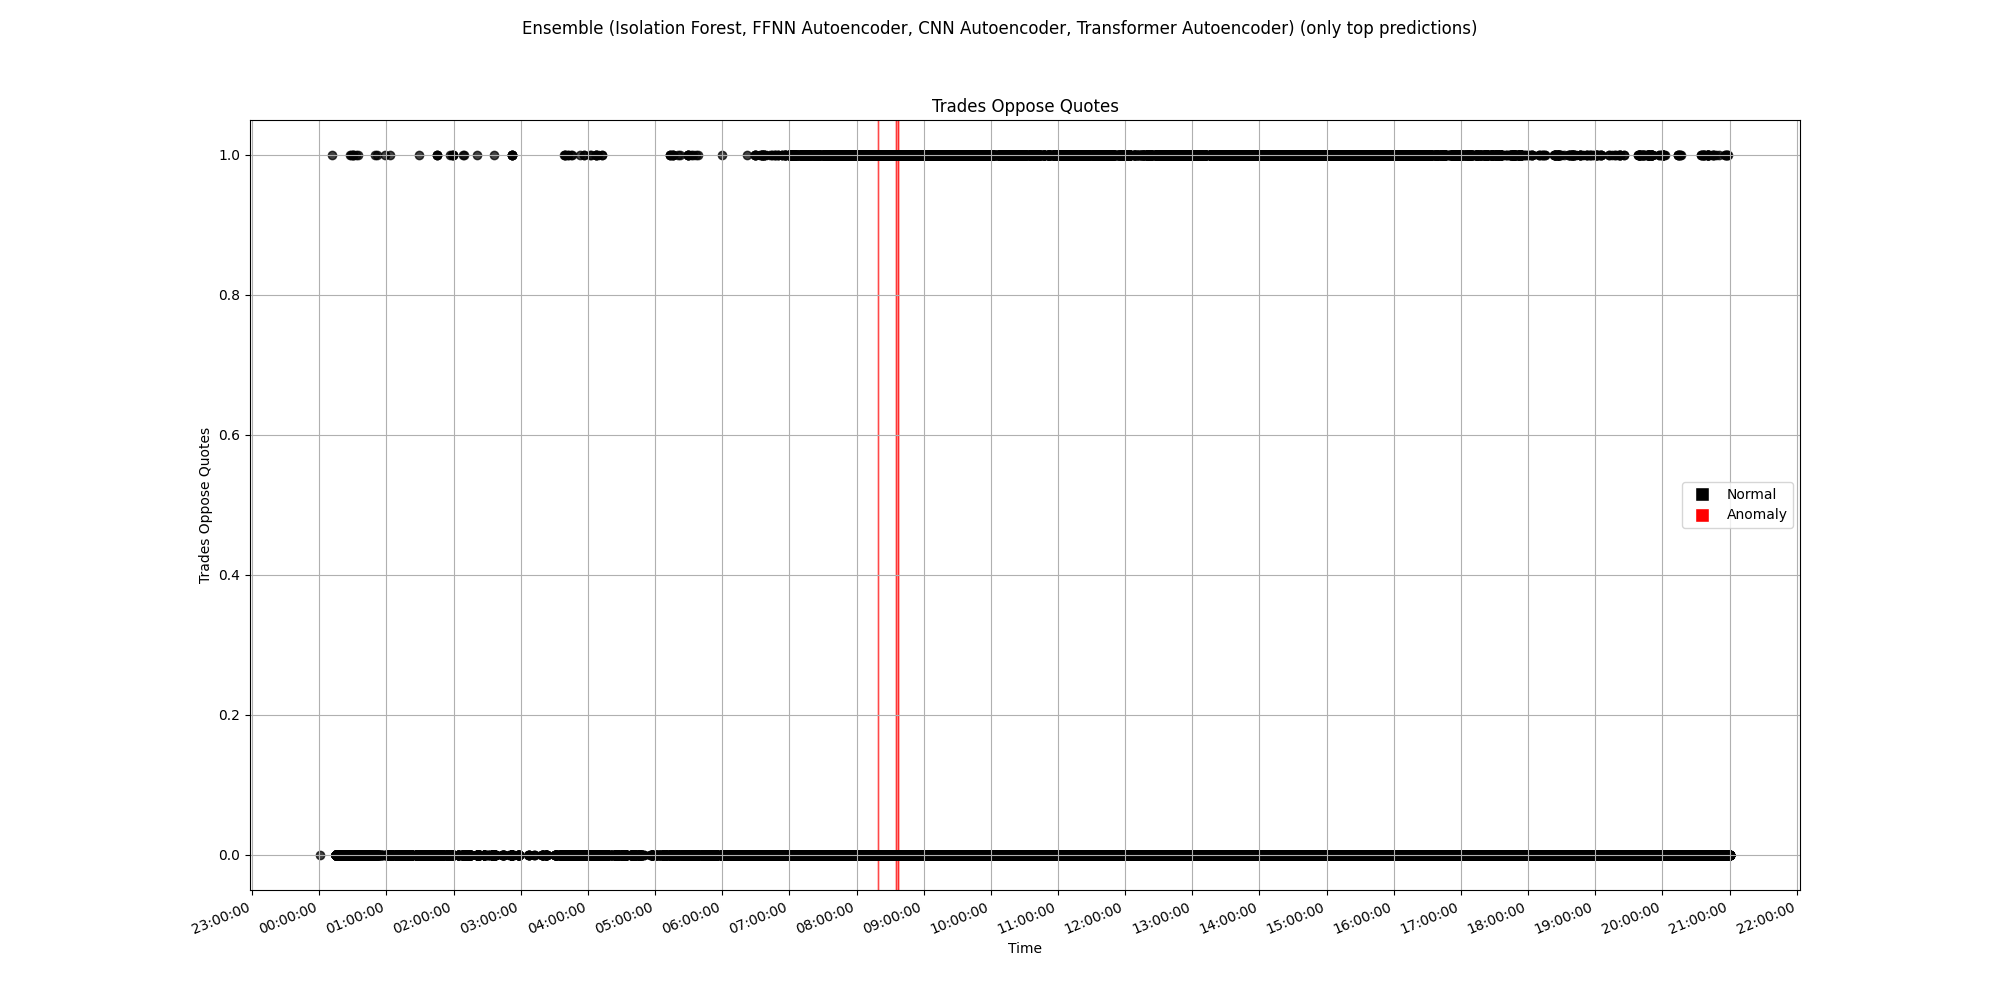 Ensemble (Isolation Forest, FFNN Autoencoder, CNN Autoencoder, Transformer Autoencoder) (only top predictions)
Trades Oppose Quotes
Trades Oppose Quotes
1.0
0.8
0.6
0.4
0.2
0.0
Normal
Anomaly
23:00:00 00:00:00 01:00:00 02:00:00 03:00:00 04:00:00 05:00:00 06:00:00 07:00:00 08:00:00 09:00:00 10:00:00 11:00:00 12:00:00 13:00:00 14:00:00 15:00:00 16:00:00 17:00:00 18:00:00 19:00:00 20:00:00 21:00:00 22:00:00
Time